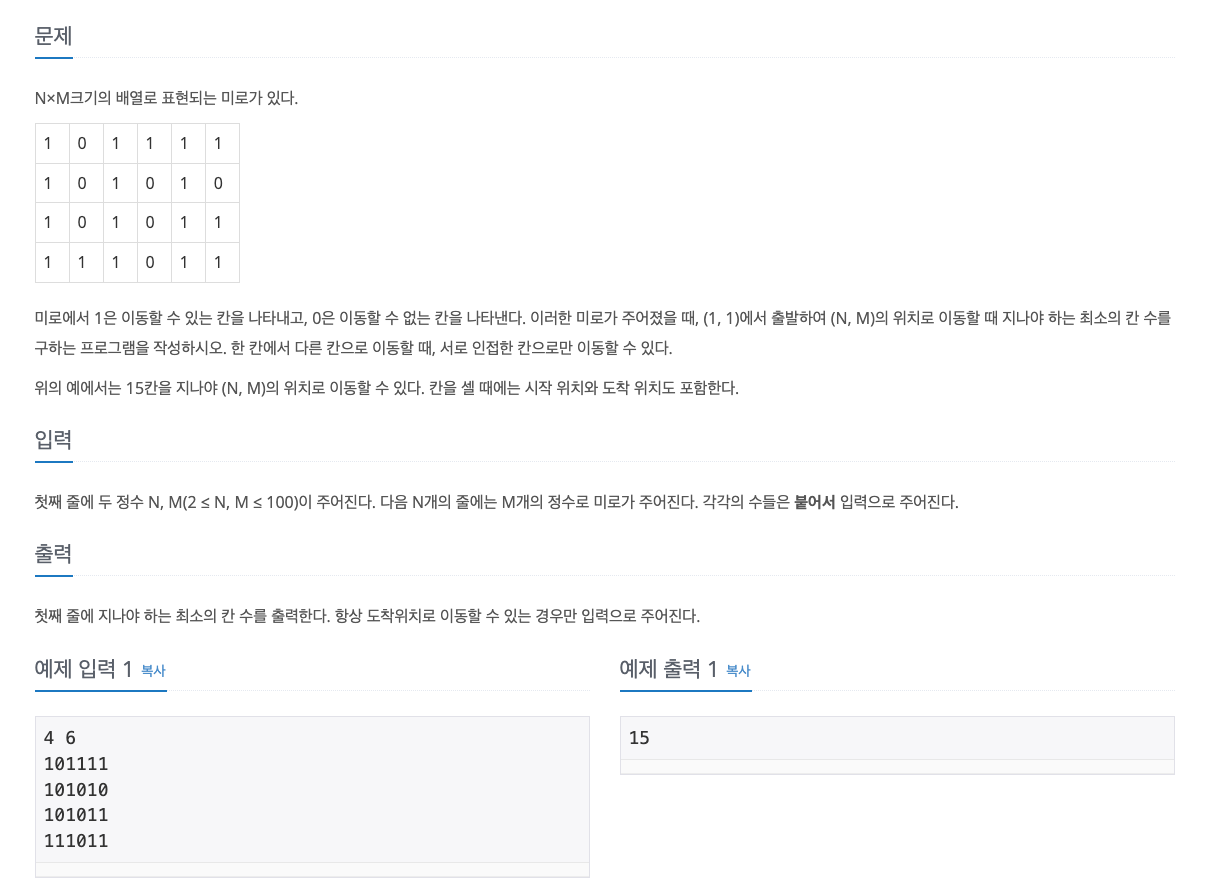 문제
N×M크기의 배열로 표현되는 미로가 있다.
1 0 1 1 1 1
1 0 1 0 1 0
1 0 1 0 1 1
1 1 1 0 1 1
미로에서 1은 이동할 수 있는 칸을 나타내고, 0은 이동할 수 없는 칸을 나타낸다. 이러한 미로가 주어졌을 때, (1, 1)에서 출발하여 (N, M)의 위치로 이동할 때 지나야 하는 최소의 칸 수를
구하는 프로그램을 작성하시오. 한 칸에서 다른 칸으로 이동할 때, 서로 인접한 칸으로만 이동할 수 있다.
위의 예에서는 15칸을 지나야 (N, M)의 위치로 이동할 수 있다. 칸을 셀 때에는 시작 위치와 도착 위치도 포함한다.
입력
첫째 줄에 두 정수 N, M(2 ≤ N, M ≤ 100)이 주어진다. 다음 N개의 줄에는 M개의 정수로 미로가 주어진다. 각각의 수들은 붙어서 입력으로 주어진다.
출력
첫째 줄에 지나야 하는 최소의 칸 수를 출력한다. 항상 도착위치로 이동할 수 있는 경우만 입력으로 주어진다.
예제 입력 1 복사
4 6
101111
101010
101011
111011
예제 출력 1 복사
15